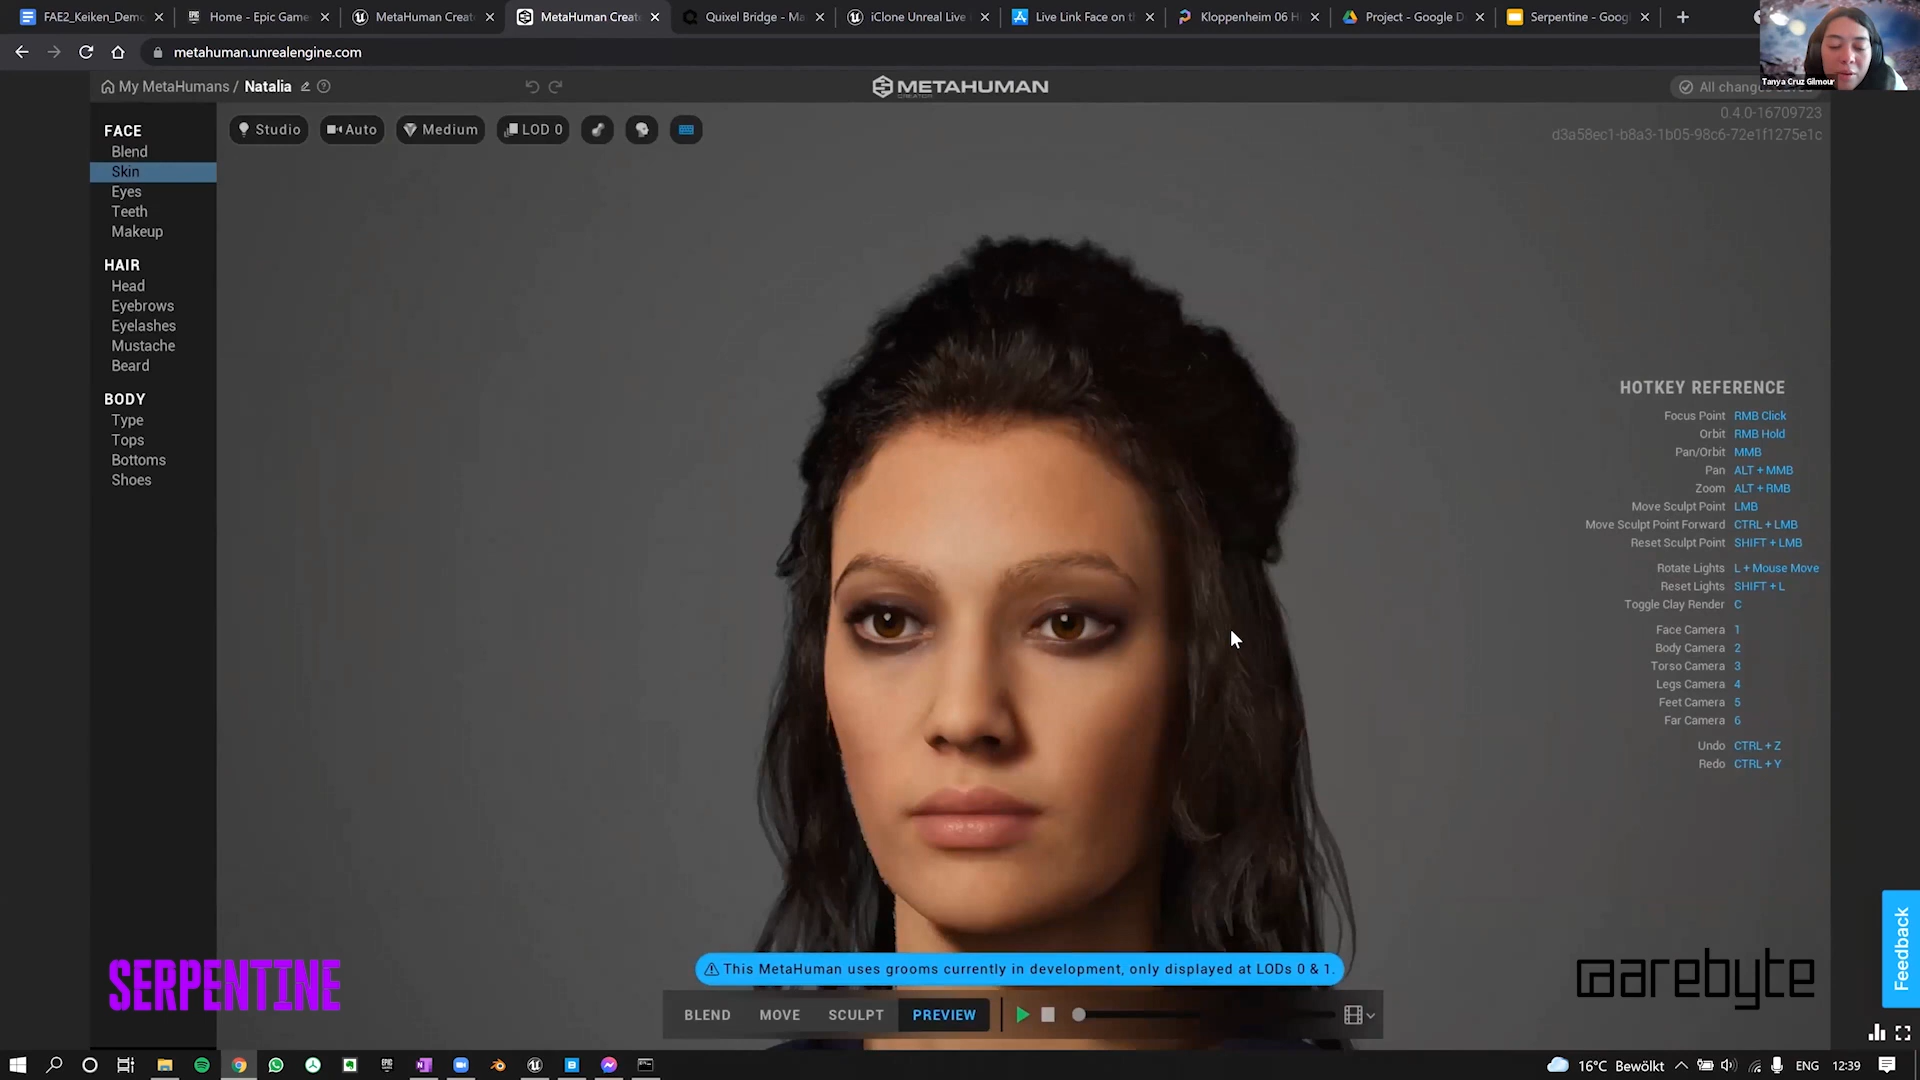 FAE2_Keiken_Dem
Home - Epic Game
MetaHuman Creat
MetaHuman Creat
Quixel Bridge - Ma
iClone Unreal Live
Live Link Face on t
Kloppenheim 06 H
Project - Google D
Serpentine - Goog
metahuman.unrealengine.com
Tanya Cruz Gilmour
My MetaHumans / Natalia
METAHUMAN
CREATOR
All chang
0.4.0-16709723
d3a58ec1-b8a3-1b05-98c6-72e1f1275e1c
Studio
Auto
Medium
LOD 0
FACE
Blend
Skin
Eyes
Teeth
Makeup
HAIR
Head
Eyebrows
Eyelashes
Mustache
Beard
BODY
Type
Tops
Bottoms
Shoes
HOTKEY REFERENCE
Focus Point RMB Click
Orbit RMB Hold
Pan/Orbit MMB
Pan ALT + MMB
Zoom ALT + RMB
Move Sculpt Point LMB
Move Sculpt Point Forward CTRL + LMB
Reset Sculpt Point SHIFT + LMB
Rotate Lights L + Mouse Move
Reset Lights SHIFT + L
Toggle Clay Render C
Face Camera 1
Body Camera 2
Torso Camera 3
Legs Camera 4
Feet Camera 5
Far Camera 6
Undo CTRL + Z
Redo CTRL + Y
Feedback
This MetaHuman uses grooms currently in development, only displayed at LODs 0 & 1.
SERPENTINE
arebyte
BLEND
MOVE
SCULPT
PREVIEW
16°C Bewölkt
ENG
12:39